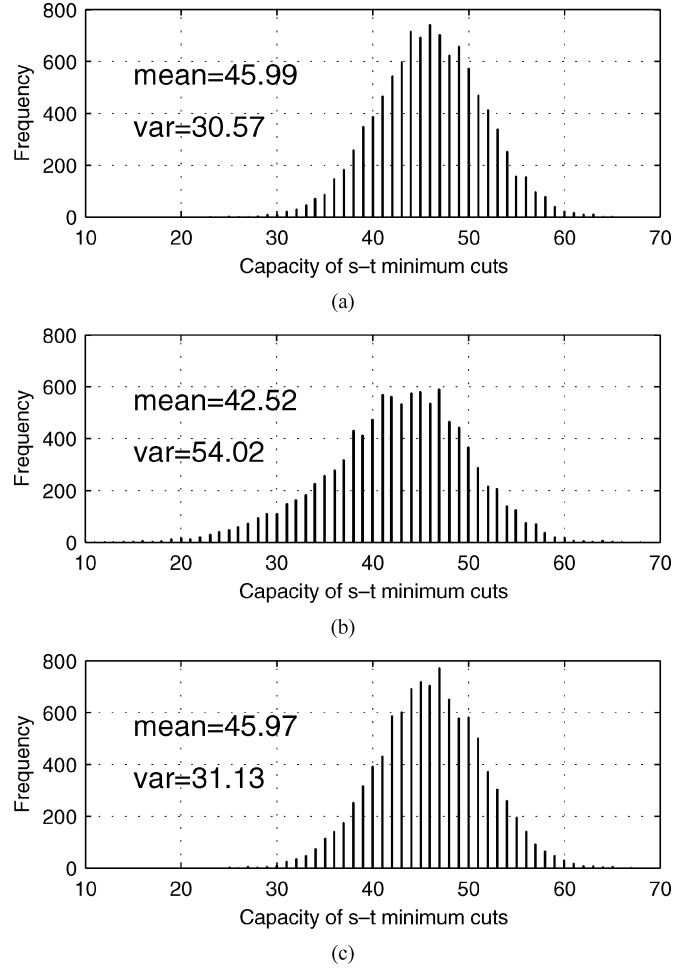 800
600
400
200
0
Frequency
mean=45.99
var=30.57
10 20 30 40 50 60 70
Capacity of s–t minimum cuts
(a)
800
600
400
200
0
Frequency
mean=42.52
var=54.02
10 20 30 40 50 60 70
Capacity of s–t minimum cuts
(b)
800
600
400
200
0
Frequency
mean=45.97
var=31.13
10 20 30 40 50 60 70
Capacity of s–t minimum cuts
(c)